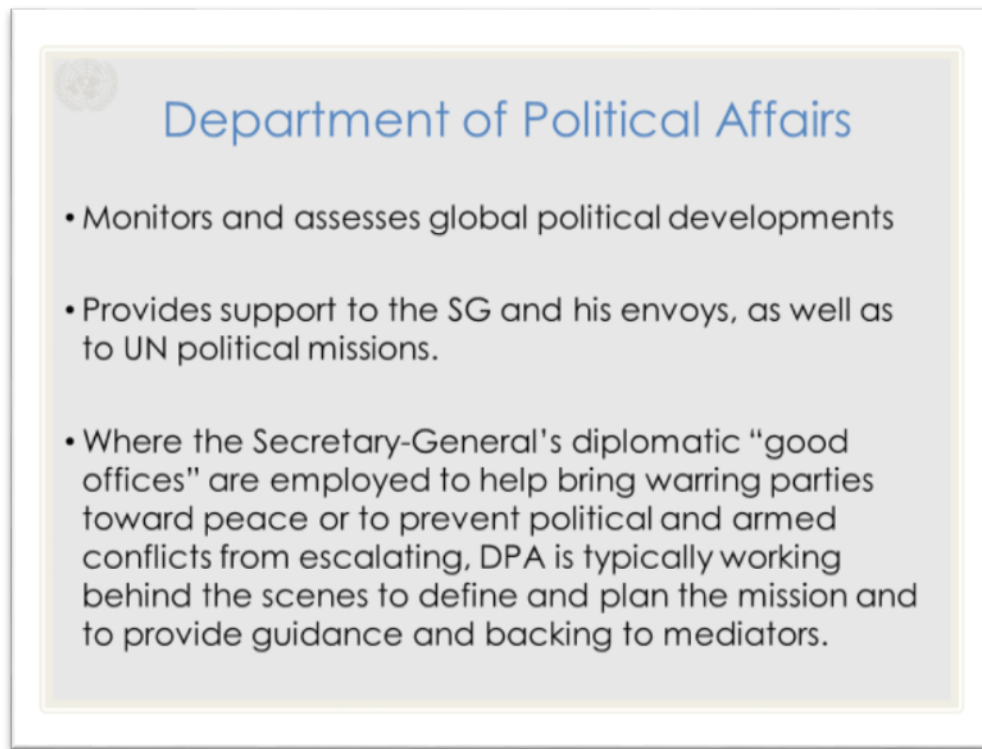 Department of Political Affairs
• Monitors and assesses global political developments
• Provides support to the SG and his envoys, as well as
to UN political missions.
• Where the Secretary-General’s diplomatic “good
offices” are employed to help bring warring parties
toward peace or to prevent political and armed
conflicts from escalating, DPA is typically working
behind the scenes to define and plan the mission and
to provide guidance and backing to mediators.